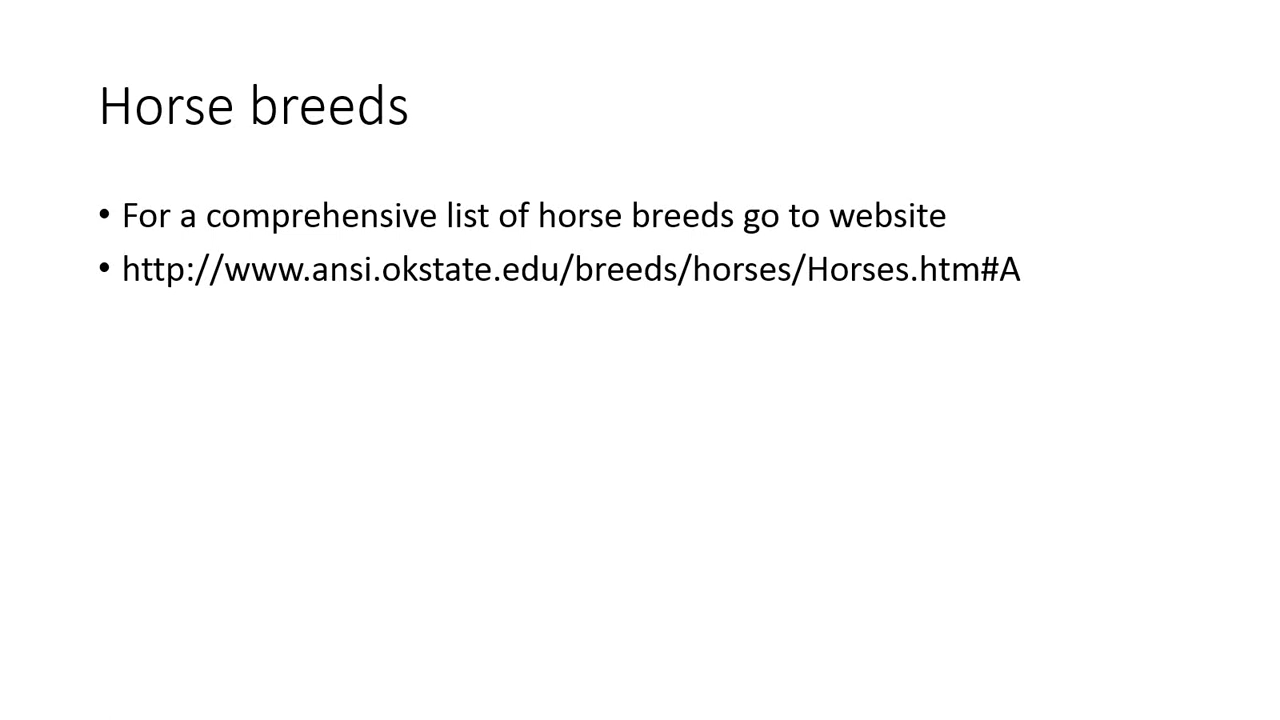 Horse breeds
• For a comprehensive list of horse breeds go to website
• http://www.ansi.okstate.edu/breeds/horses/Horses.htm#A